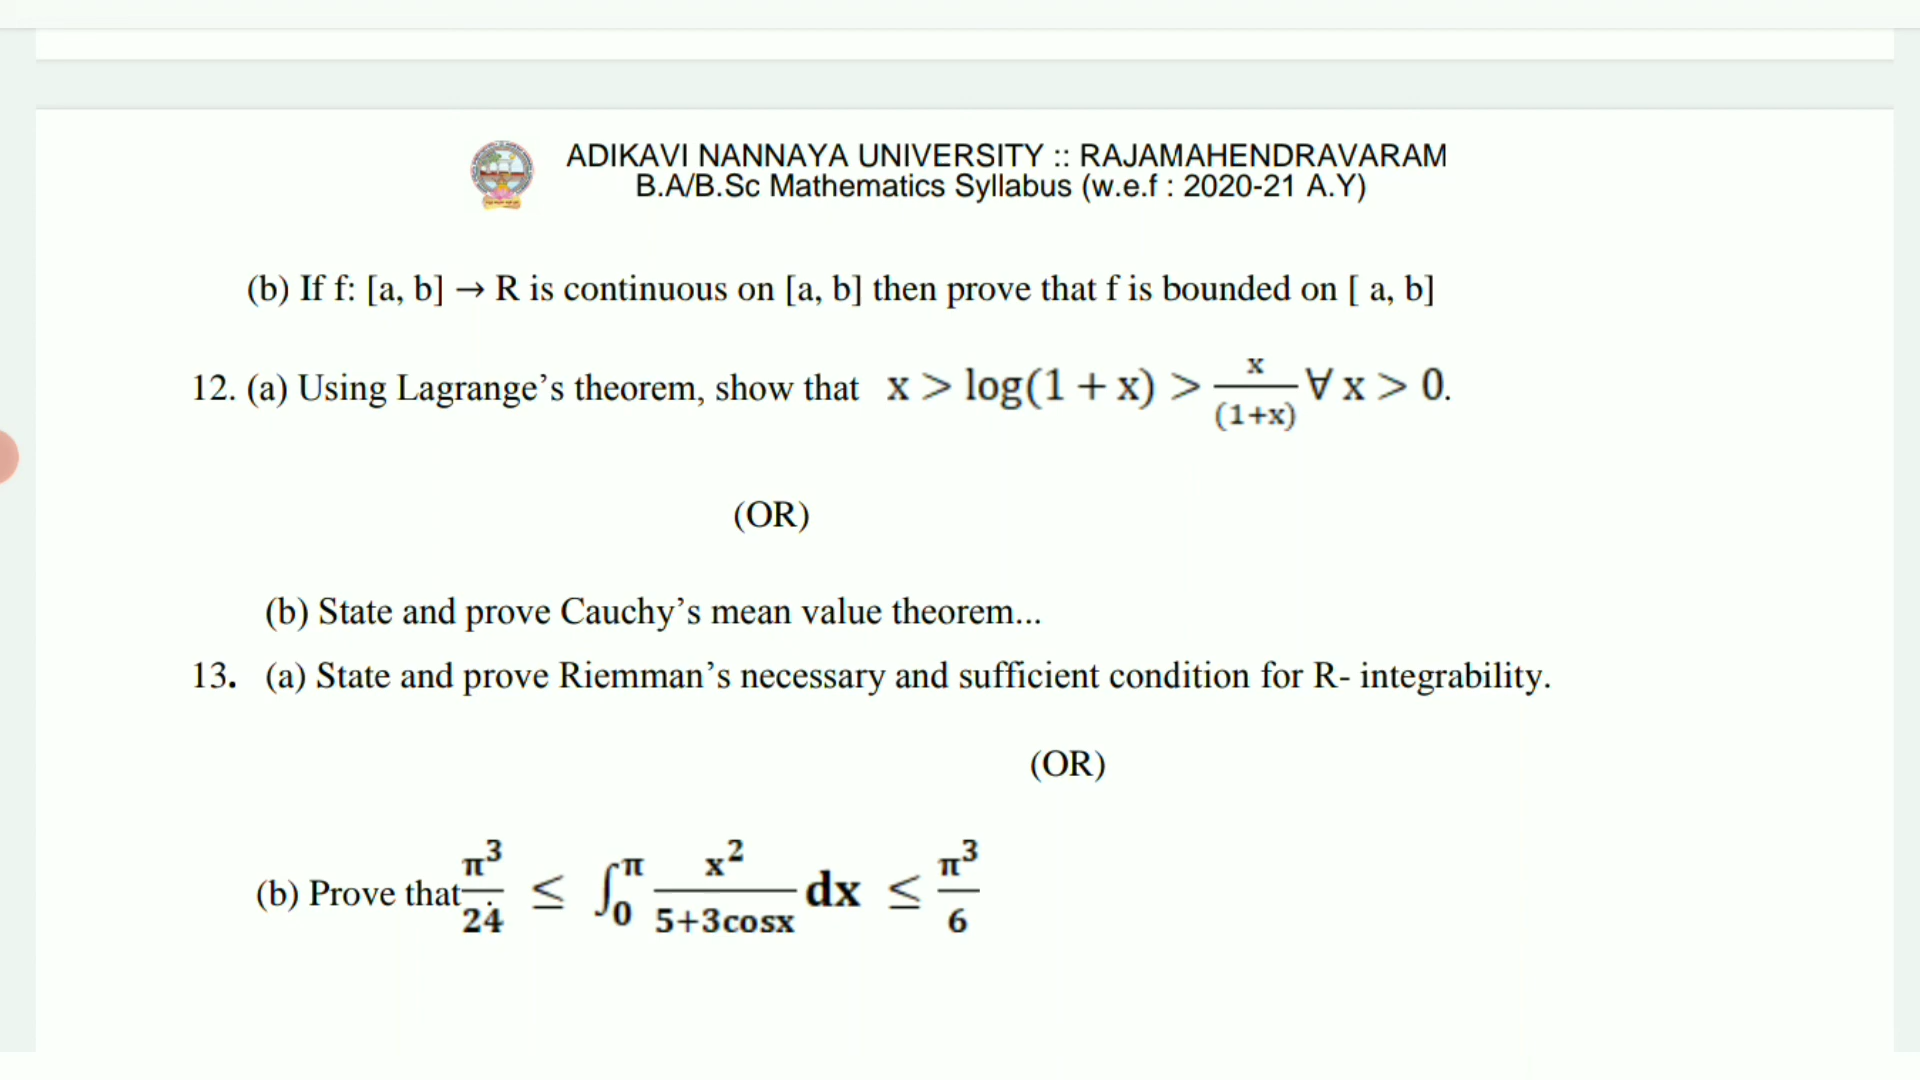 ADIKAVI NANNAYA UNIVERSITY :: RAJAMAHENDRAVARAM
B.A/B.Sc Mathematics Syllabus (w.e.f : 2020-21 A.Y)
(b) If f: [a, b] → R is continuous on [a, b] then prove that f is bounded on [ a, b]
12. (a) Using Lagrange’s theorem, show that x > log(1 + x) > x/(1+x) ∀ x > 0.
(OR)
(b) State and prove Cauchy’s mean value theorem...
13. (a) State and prove Riemman’s necessary and sufficient condition for R- integrability.
(OR)
(b) Prove that π³/24 ≤ ∫₀^π x²/(5+3cosx) dx ≤ π³/6